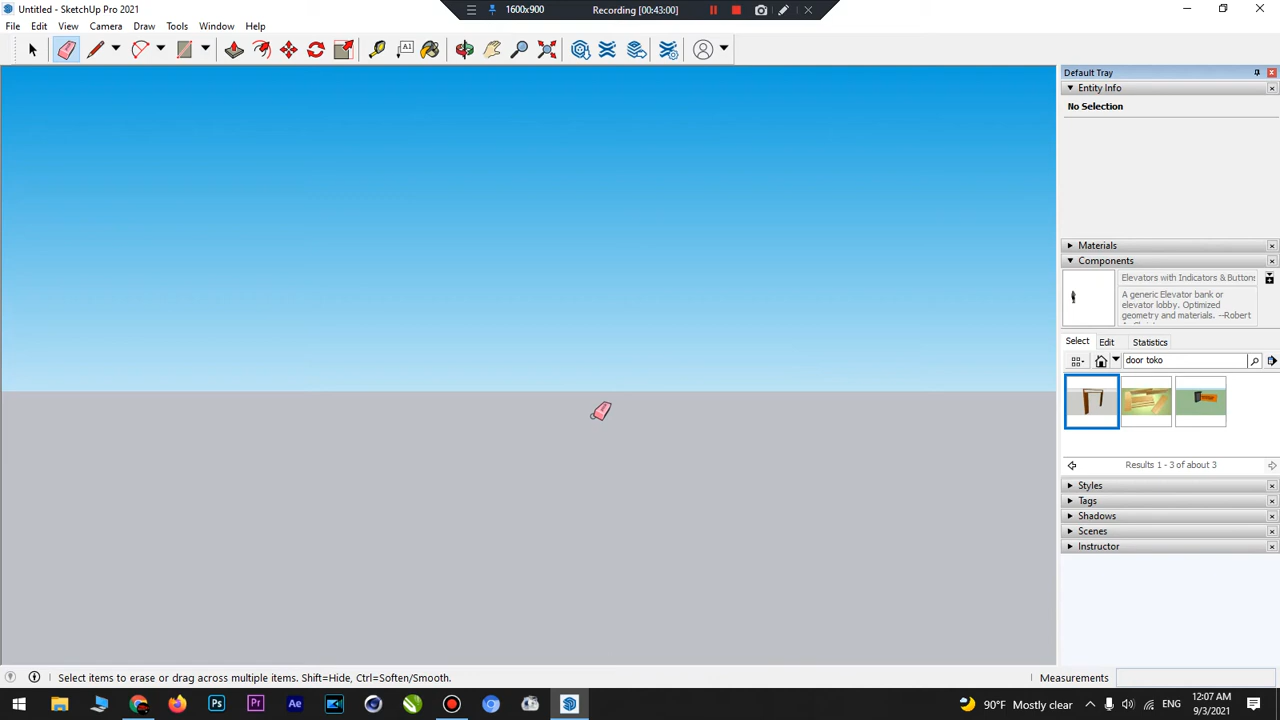 Untitled - SketchUp Pro 2021
1600x900
Recording [00:43:00]
File Edit View Camera Draw Tools Window Help
Default Tray
Entity Info
No Selection
Materials
Components
Elevators with Indicators & Buttons
A generic Elevator bank or
elevator lobby. Optimized
geometry and materials. --Robert
Select Edit Statistics
door toko
Results 1 - 3 of about 3
Styles
Tags
Shadows
Scenes
Instructor
Select items to erase or drag across multiple items. Shift=Hide, Ctrl=Soften/Smooth.
Measurements
Ps Pr Ae
90°F Mostly clear
ENG
12:07 AM
9/3/2021